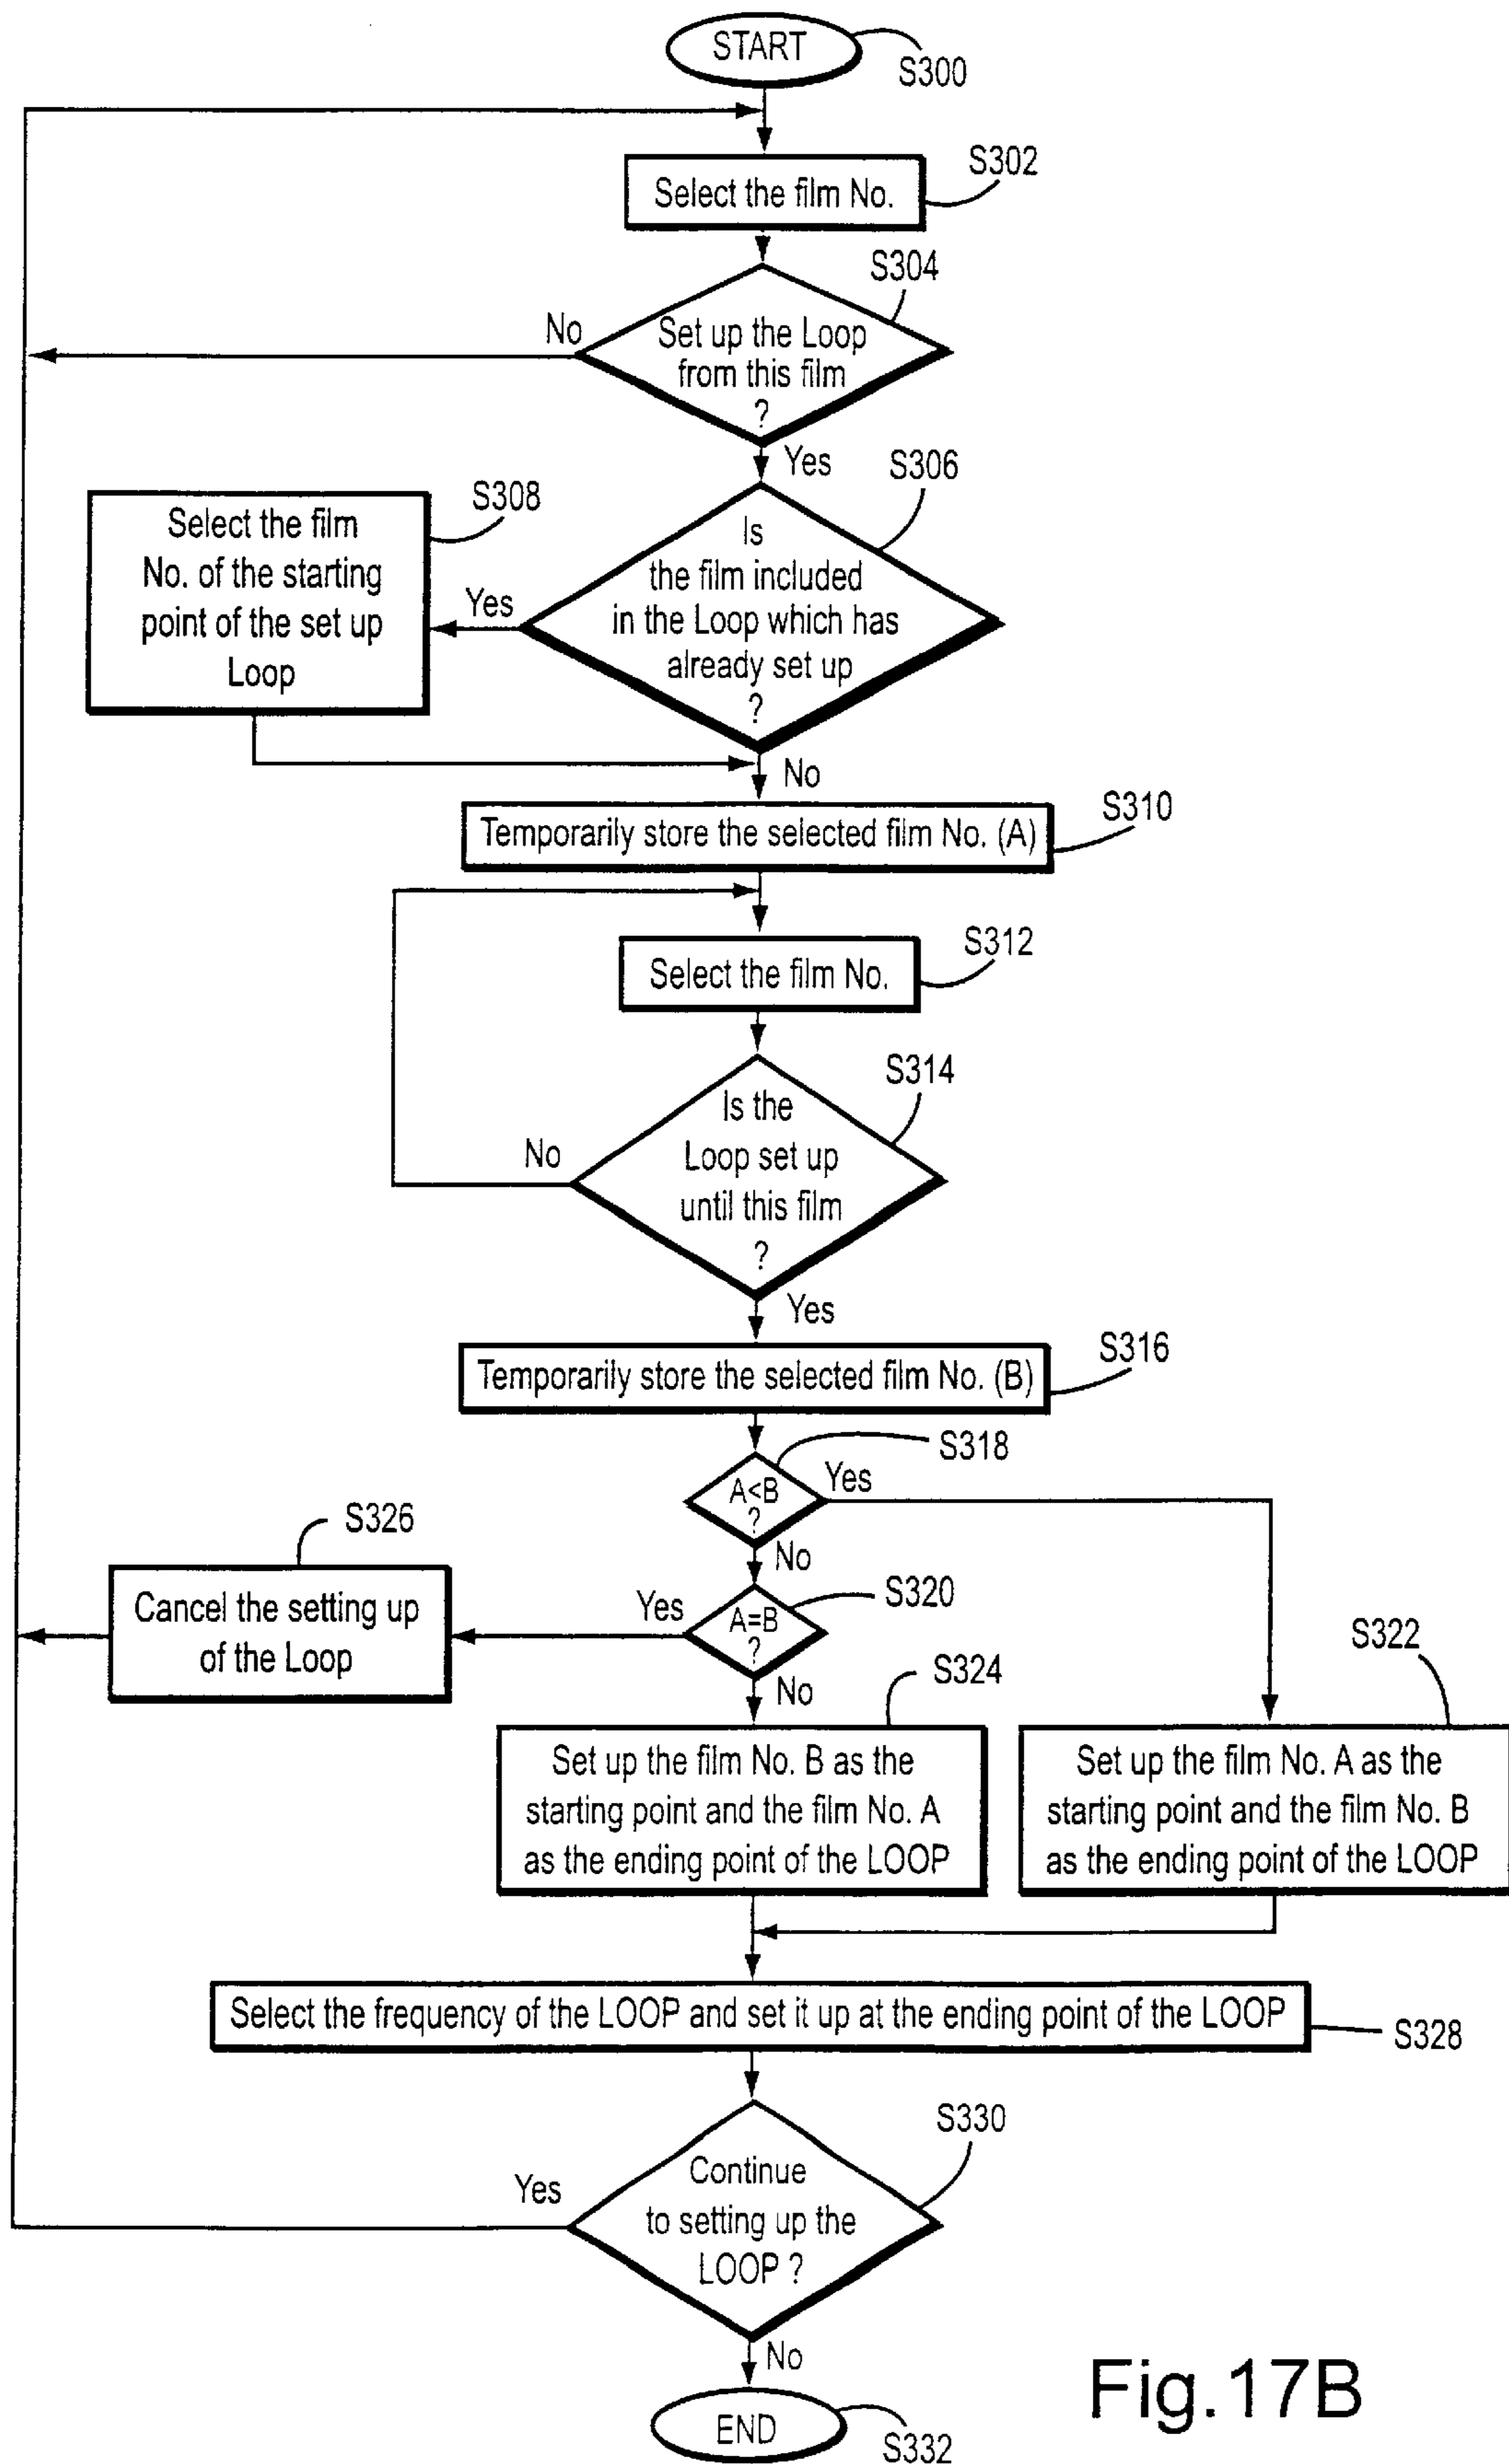 START
S300
S302
Select the film No.
S304
No
Set up the Loop
from this film
?
Yes
S306
S308
Select the film
No. of the starting
point of the set up
Loop
Yes
Is
the film included
in the Loop which has
already set up
?
No
S310
Temporarily store the selected film No. (A)
S312
Select the film No.
S314
Is the
Loop set up
until this film
?
No
Yes
S316
Temporarily store the selected film No. (B)
S318
A<B
?
Yes
No
S326
Cancel the setting up
of the Loop
Yes
S320
A=B
?
No
S324
S322
Set up the film No. B as the
starting point and the film No. A
as the ending point of the LOOP
Set up the film No. A as the
starting point and the film No. B
as the ending point of the LOOP
Select the frequency of the LOOP and set it up at the ending point of the LOOP
S328
S330
Yes
Continue
to setting up the
LOOP ?
No
END
S332
Fig.17B